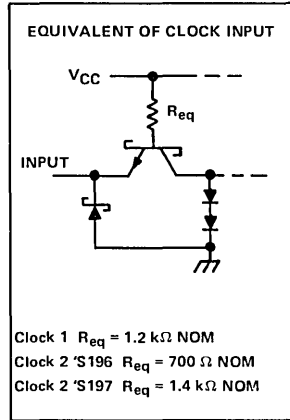 EQUIVALENT OF CLOCK INPUT
VCC
Req
INPUT
Clock 1 Req = 1.2 kΩ NOM
Clock 2 'S196 Req = 700 Ω NOM
Clock 2 'S197 Req = 1.4 kΩ NOM